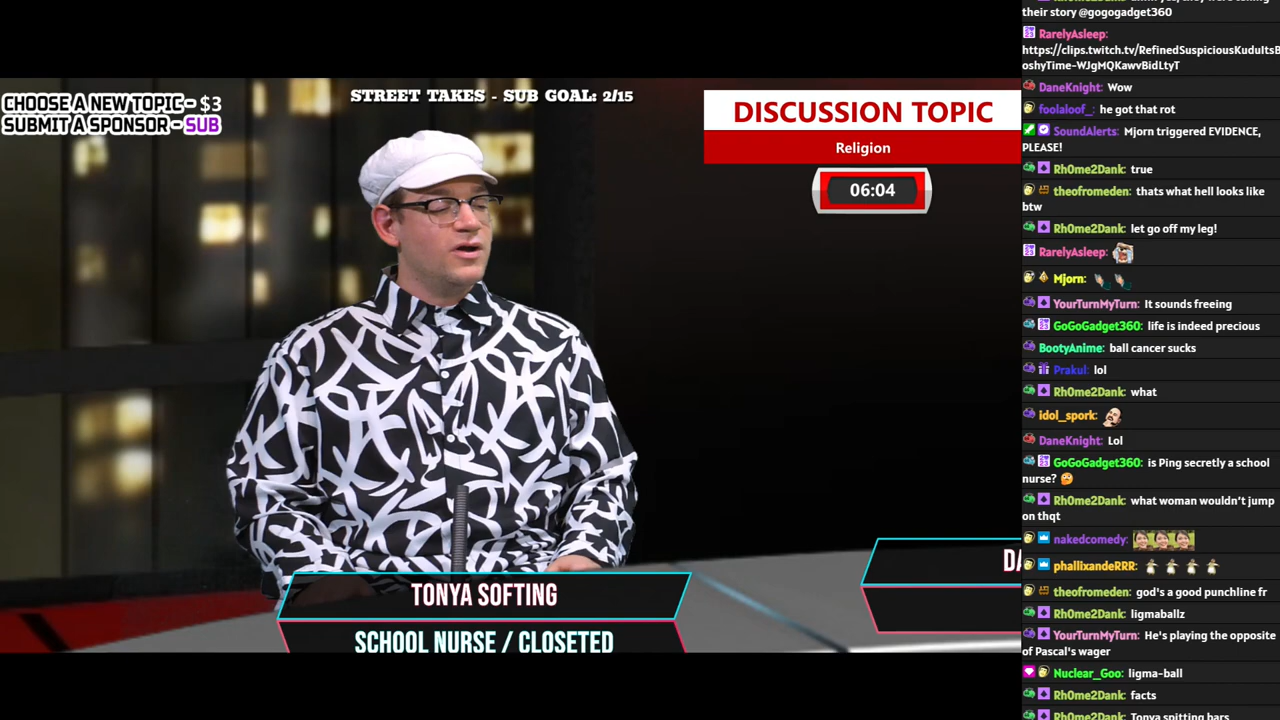 CHOOSE A NEW TOPIC - $3
SUBMIT A SPONSOR - SUB
STREET TAKES - SUB GOAL: 2/15
DISCUSSION TOPIC
Religion
06:04
TONYA SOFTING
SCHOOL NURSE / CLOSETED
DA
their story @gogogadget360
RarelyAsleep:
https://clips.twitch.tv/RefinedSuspiciousKuduItsB
oshyTime-WJgMQKawvBidLtyT
DaneKnight: Wow
foolaloof_: he got that rot
SoundAlerts: Mjorn triggered EVIDENCE,
PLEASE!
Rh0me2Dank: true
theofromeden: thats what hell looks like
btw
Rh0me2Dank: let go off my leg!
RarelyAsleep:
Mjorn:
YourTurnMyTurn: It sounds freeing
GoGoGadget360: life is indeed precious
BootyAnime: ball cancer sucks
Prakul: lol
Rh0me2Dank: what
idol_spork:
DaneKnight: Lol
GoGoGadget360: is Ping secretly a school
nurse?
Rh0me2Dank: what woman wouldn't jump
on thqt
nakedcomedy:
phallixandeRRR:
theofromeden: god's a good punchline fr
Rh0me2Dank: ligmaballz
YourTurnMyTurn: He's playing the opposite
of Pascal's wager
Nuclear_Goo: ligma-ball
Rh0me2Dank: facts
Rh0me2Dank: Tonya spitting bars